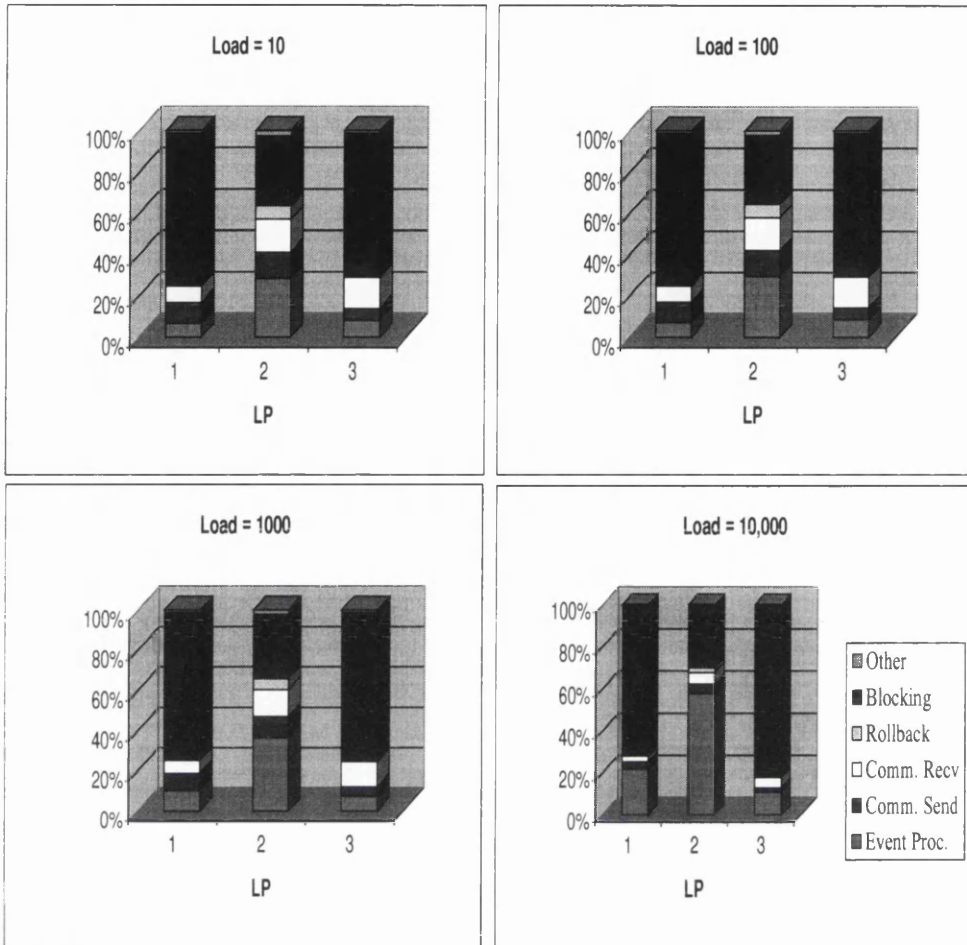 Load = 10
100%
80%
60%
40%
20%
0%
1 2 3
LP
Load = 100
100%
80%
60%
40%
20%
0%
1 2 3
LP
Load = 1000
100%
80%
60%
40%
20%
0%
1 2 3
LP
Load = 10,000
100%
80%
60%
40%
20%
0%
1 2 3
LP
Other
Blocking
Rollback
Comm. Recv
Comm. Send
Event Proc.